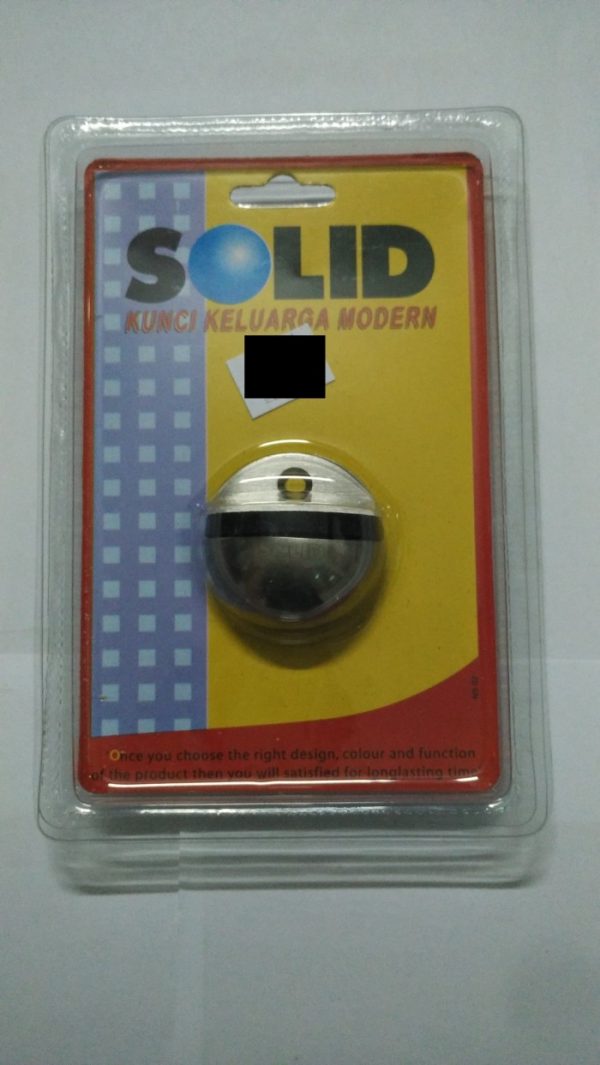 SOLID
KUNCI KELUARGA MODERN
Once you choose the right design, colour and function
of the product then you will satisfied for longlasting time